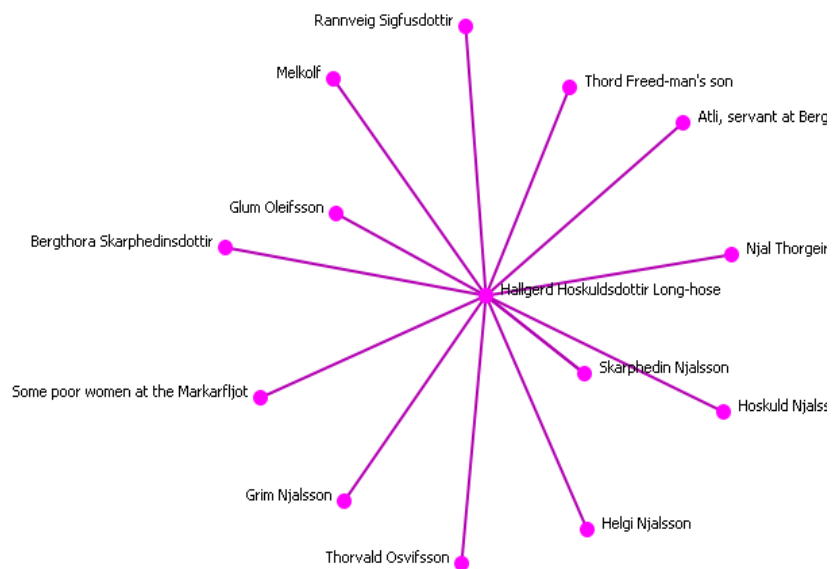 Rannveig Sigfusdottir
Melkolf
Thord Freed-man's son
Atli, servant at Berg
Glum Oleifsson
Bergthora Skarphedinsdottir
Njal Thorgeir
Hallgerd Hoskuldsdottir Long-hose
Skarphedin Njalsson
Some poor women at the Markarfljot
Hoskuld Njalss
Grim Njalsson
Helgi Njalsson
Thorvald Osvifsson